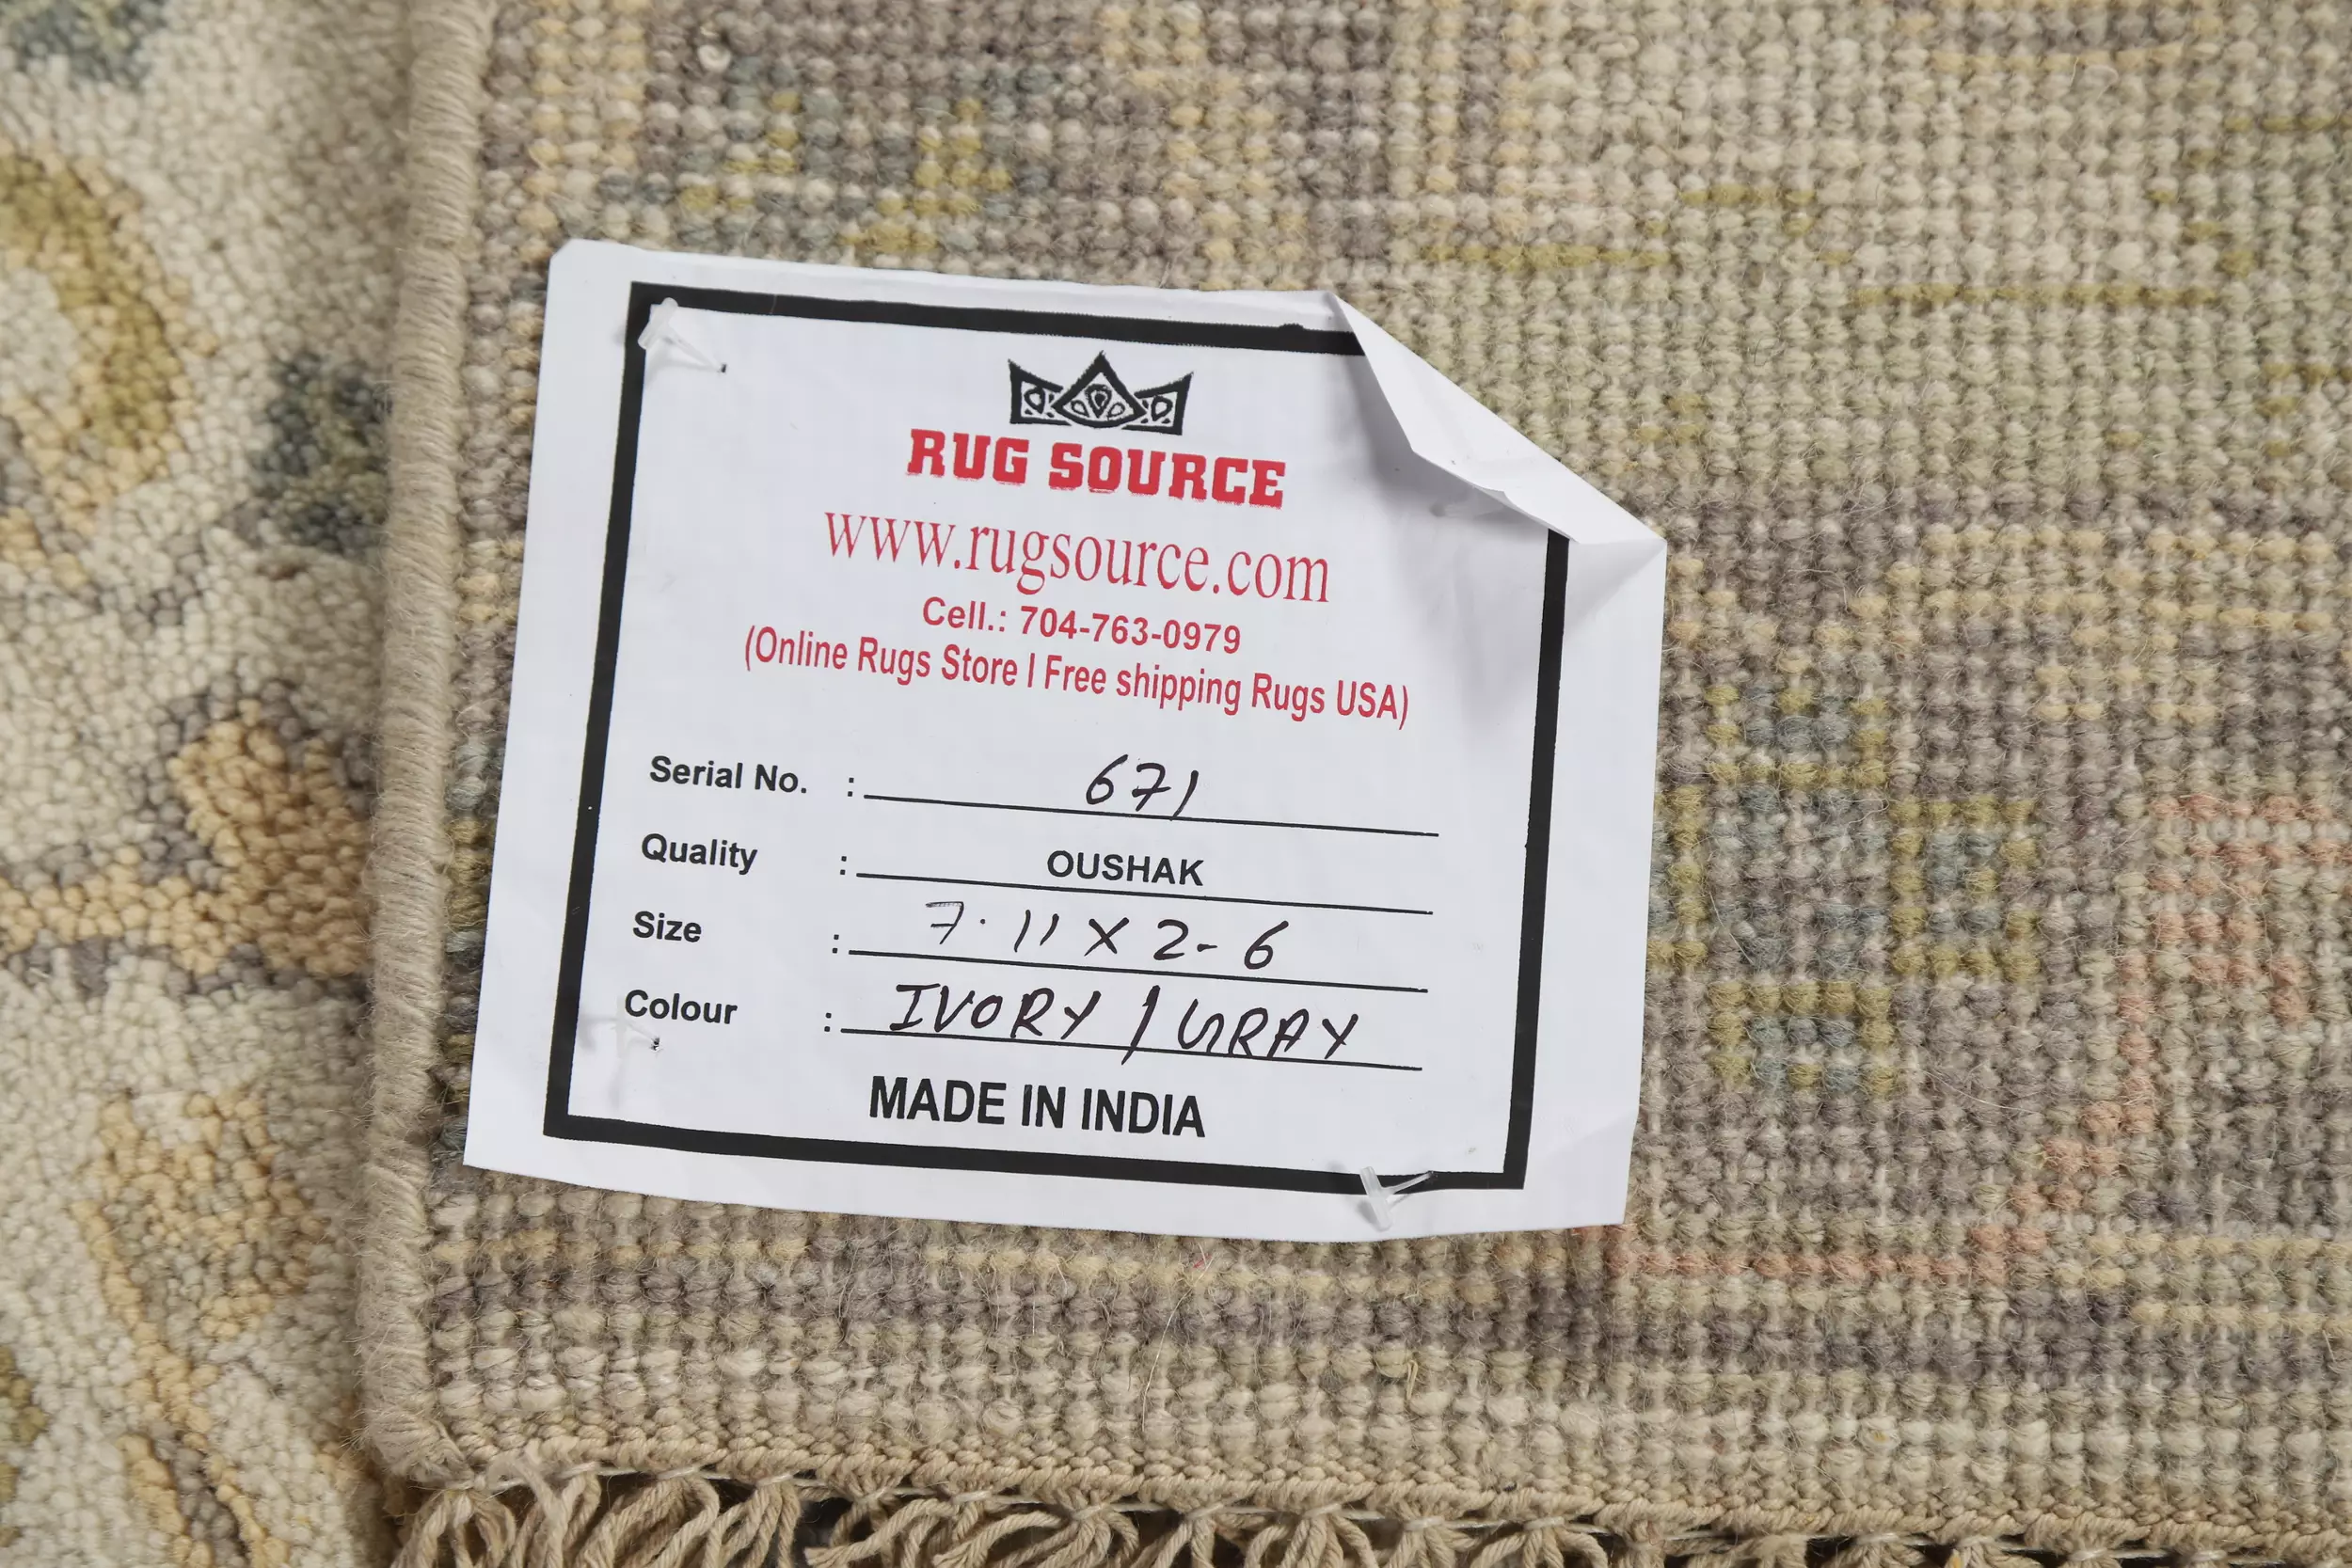 RUG SOURCE
www.rugsource.com
Cell.: 704-763-0979
(Online Rugs Store | Free shipping Rugs USA)
Serial No. : 671
Quality : OUSHAK
Size : 7.11 X 2-6
Colour : IVORY / GRAY
MADE IN INDIA